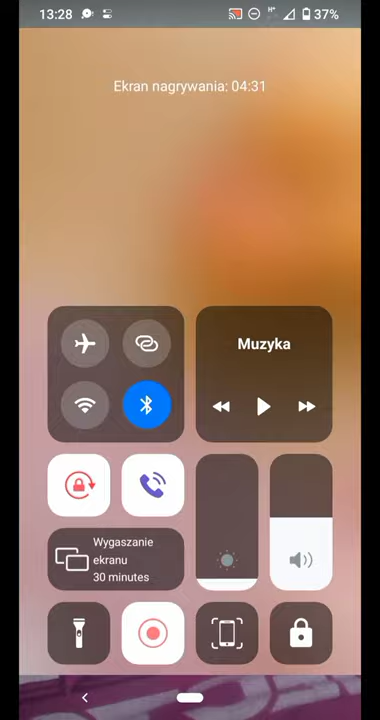 13:28
H+
37%
Ekran nagrywania: 04:31
Muzyka
Wygaszanie
ekranu
30 minutes